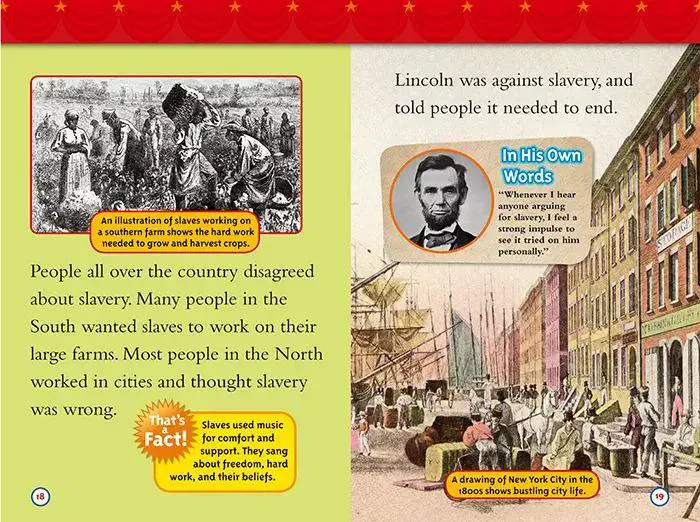 An illustration of slaves working on
a southern farm shows the hard work
needed to grow and harvest crops.
People all over the country disagreed
about slavery. Many people in the
South wanted slaves to work on their
large farms. Most people in the North
worked in cities and thought slavery
was wrong.
That's
a
Fact!
Slaves used music
for comfort and
support. They sang
about freedom, hard
work, and their beliefs.
18
Lincoln was against slavery, and
told people it needed to end.
In His Own
Words
“Whenever I hear
anyone arguing
for slavery, I feel a
strong impulse to
see it tried on him
personally.”
STORAGE
A drawing of New York City in the
1800s shows bustling city life.
19